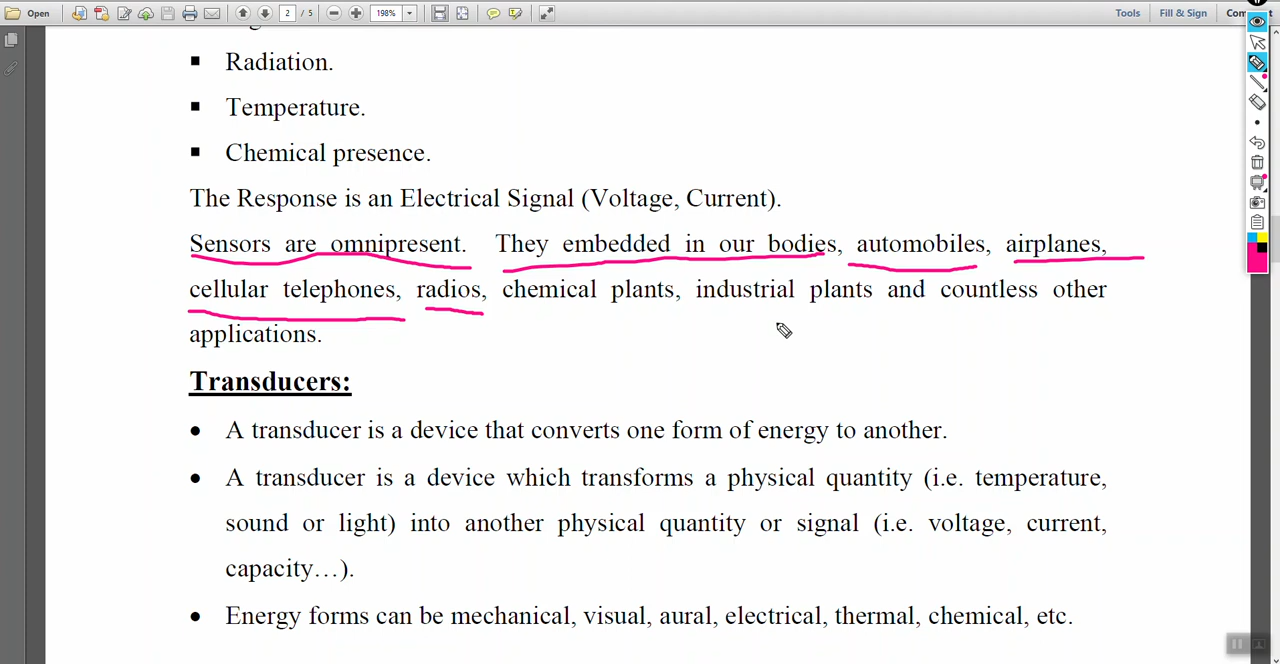 Open 2 / 5 198% Tools Fill & Sign
▪ Radiation.
▪ Temperature.
▪ Chemical presence.
The Response is an Electrical Signal (Voltage, Current).
Sensors are omnipresent. They embedded in our bodies, automobiles, airplanes,
cellular telephones, radios, chemical plants, industrial plants and countless other
applications.
Transducers:
• A transducer is a device that converts one form of energy to another.
• A transducer is a device which transforms a physical quantity (i.e. temperature,
sound or light) into another physical quantity or signal (i.e. voltage, current,
capacity…).
• Energy forms can be mechanical, visual, aural, electrical, thermal, chemical, etc.